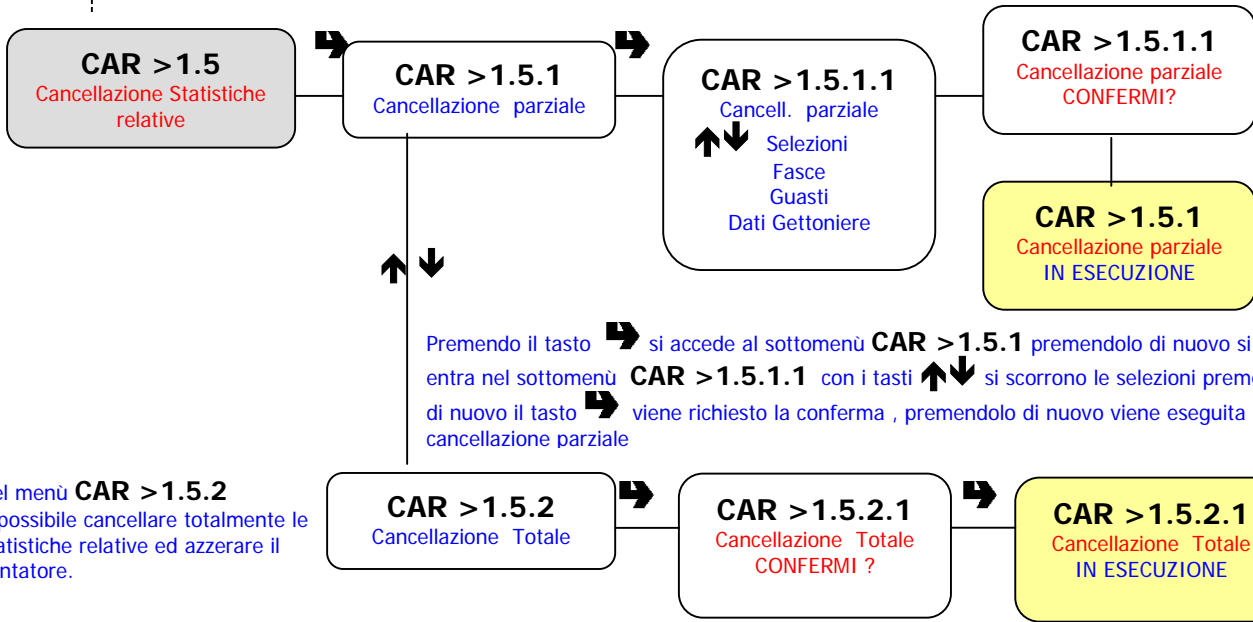 CAR >1.5
Cancellazione Statistiche
relative
CAR >1.5.1
Cancellazione parziale
CAR >1.5.1.1
Cancell. parziale
Selezioni
Fasce
Guasti
Dati Gettoniere
CAR >1.5.1.1
Cancellazione parziale
CONFERMI?
CAR >1.5.1
Cancellazione parziale
IN ESECUZIONE
Premendo il tasto si accede al sottomenù CAR >1.5.1 premendolo di nuovo si
entra nel sottomenù CAR >1.5.1.1 con i tasti si scorrono le selezioni
di nuovo il tasto viene richiesto la conferma , premendolo di nuovo viene eseguita
cancellazione parziale
menù CAR >1.5.2
possibile cancellare totalmente le
relative ed azzerare il
CAR >1.5.2
Cancellazione Totale
CAR >1.5.2.1
Cancellazione Totale
CONFERMI ?
CAR >1.5.2.1
Cancellazione Totale
IN ESECUZIONE